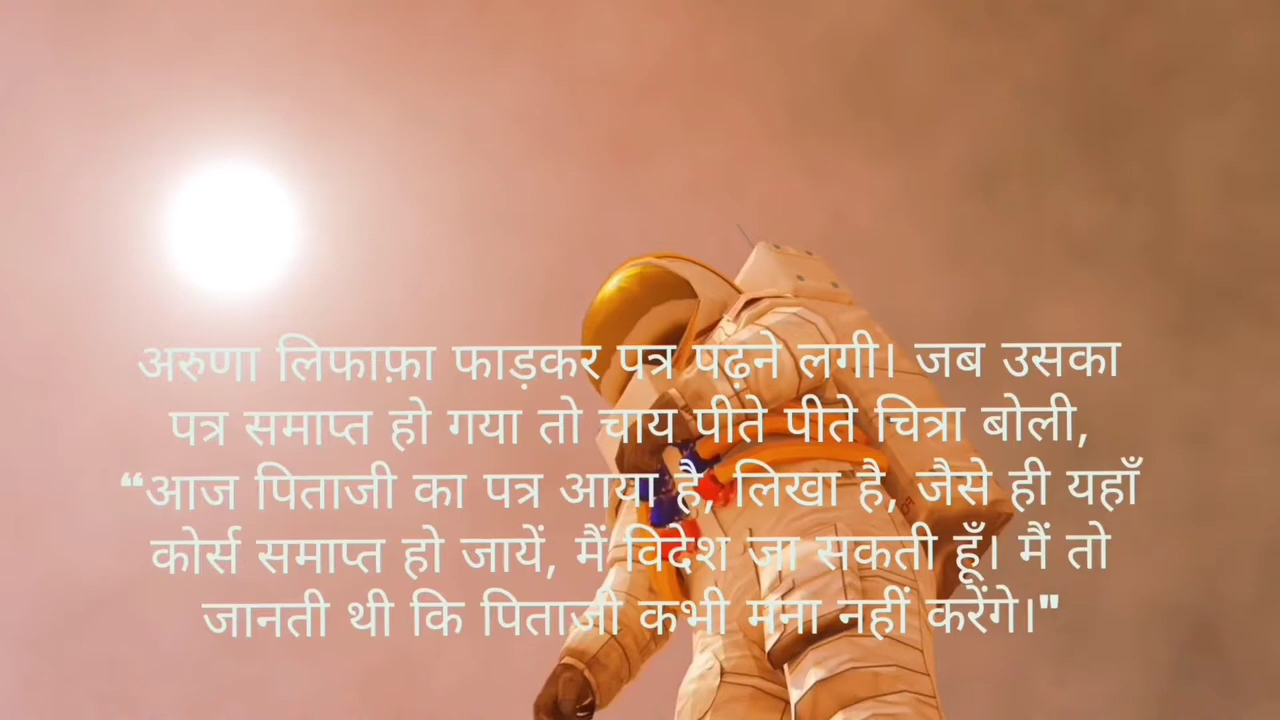 अरुणा लिफाफ़ा फाड़कर पत्र पढ़ने लगी। जब उसका
पत्र समाप्त हो गया तो चाय पीते पीते चित्रा बोली,
❝आज पिताजी का पत्र आया है, लिखा है, जैसे ही यहाँ
कोर्स समाप्त हो जायें, मैं विदेश जा सकती हूँ। मैं तो
जानती थी कि पिताजी कभी मना नहीं करेंगे।"